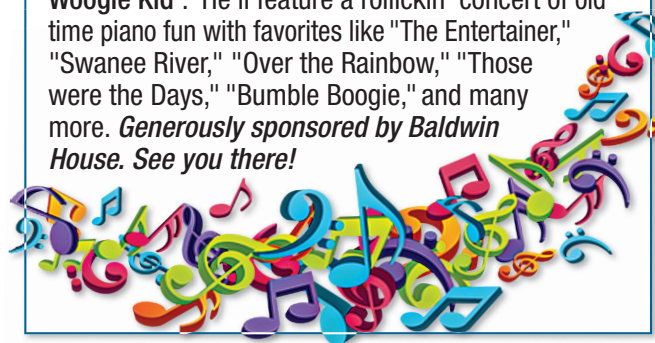 Woogie Kid". He'll feature a rollickin' concert of old
time piano fun with favorites like "The Entertainer,"
"Swanee River," "Over the Rainbow," "Those
were the Days," "Bumble Boogie," and many
more. Generously sponsored by Baldwin
House. See you there!